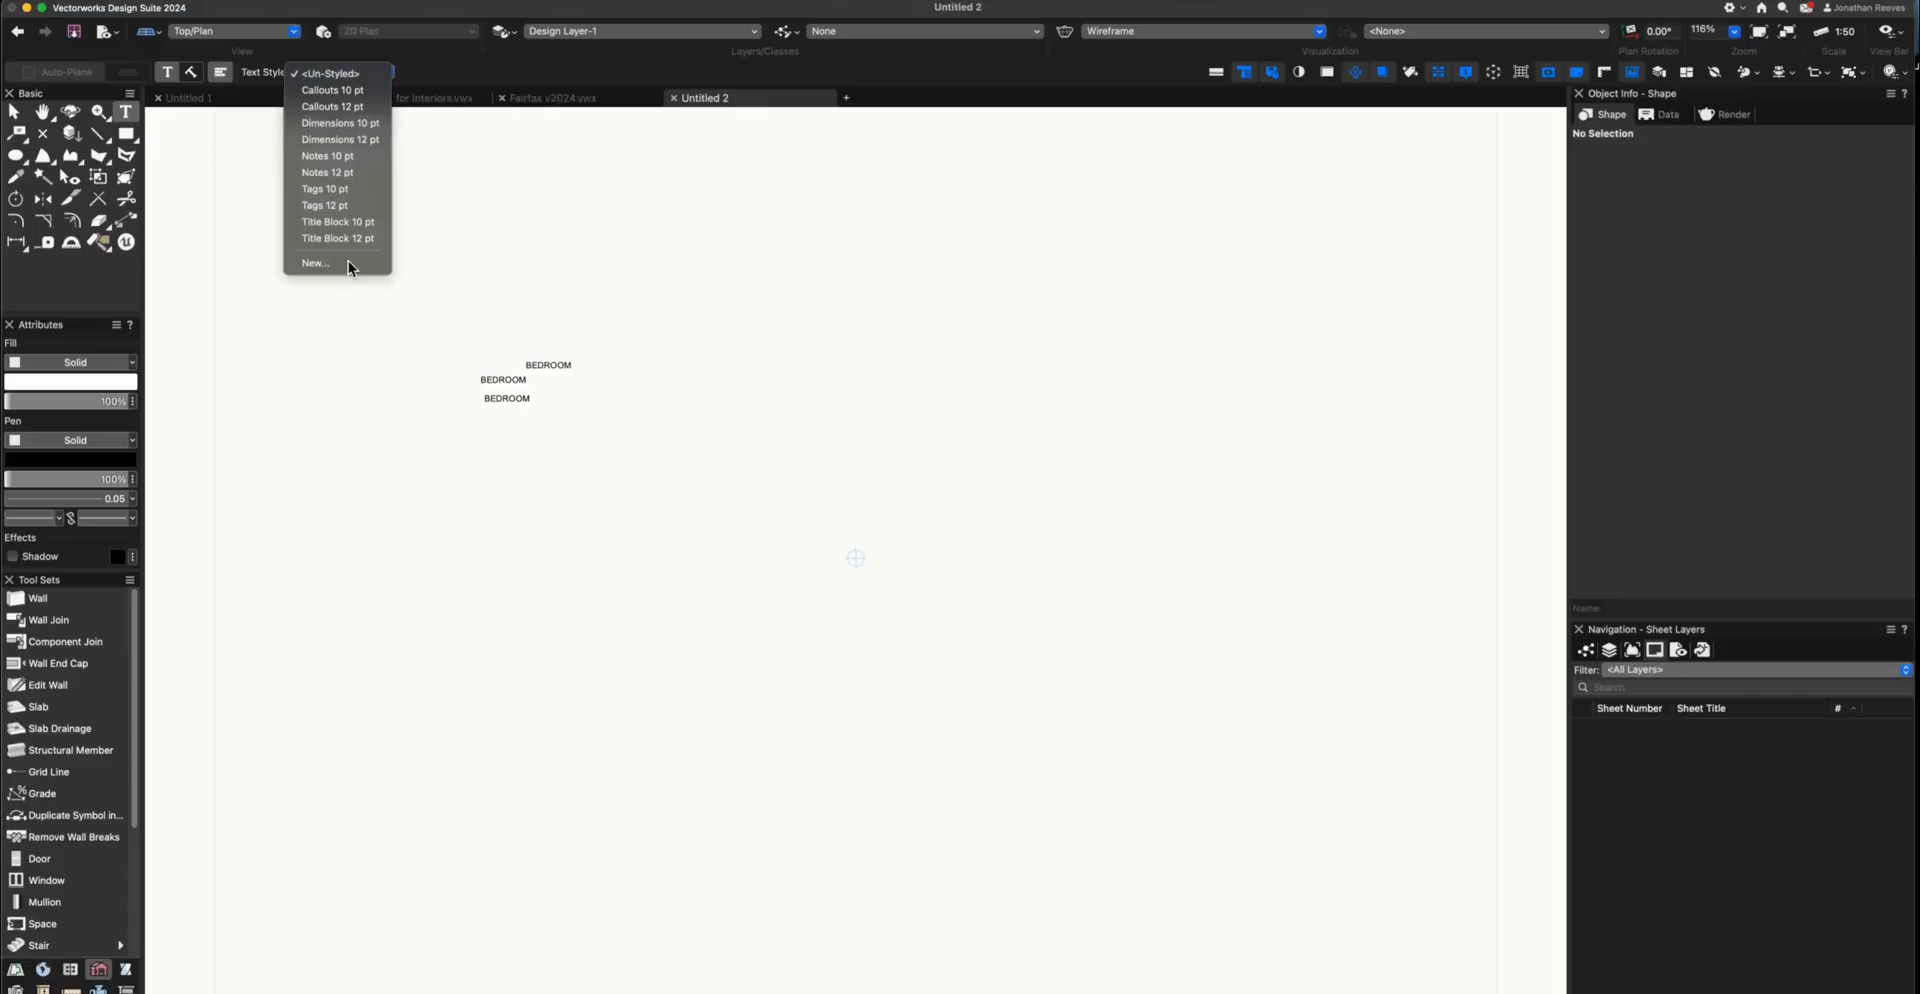 Vectorworks Design Suite 2024
Untitled 2
Jonathan Reeves
Top/Plan
2D Plan
Design Layer-1
None
Wireframe
<None>
0.00°
116%
1:50
View
Layers/Classes
Visualization
Plan Rotation
Zoom
Scale
View Bar
Auto-Plane
Text Style
✓ <Un-Styled>
Callouts 10 pt
Callouts 12 pt
Dimensions 10 pt
Dimensions 12 pt
Notes 10 pt
Notes 12 pt
Tags 10 pt
Tags 12 pt
Title Block 10 pt
Title Block 12 pt
New...
Untitled 1
for Interiors.vwx
Fairfax v2024.vwx
Untitled 2
+
Basic
BEDROOM
BEDROOM
BEDROOM
Attributes
?
Fill
Solid
100%
Pen
Solid
100%
0.05
Effects
Shadow
Tool Sets
Wall
Wall Join
Component Join
Wall End Cap
Edit Wall
Slab
Slab Drainage
Structural Member
Grid Line
Grade
Duplicate Symbol in...
Remove Wall Breaks
Door
Window
Mullion
Space
Stair
Object Info - Shape
?
Shape
Data
Render
No Selection
Name:
Navigation - Sheet Layers
?
Filter:
<All Layers>
Search
Sheet Number
Sheet Title
#